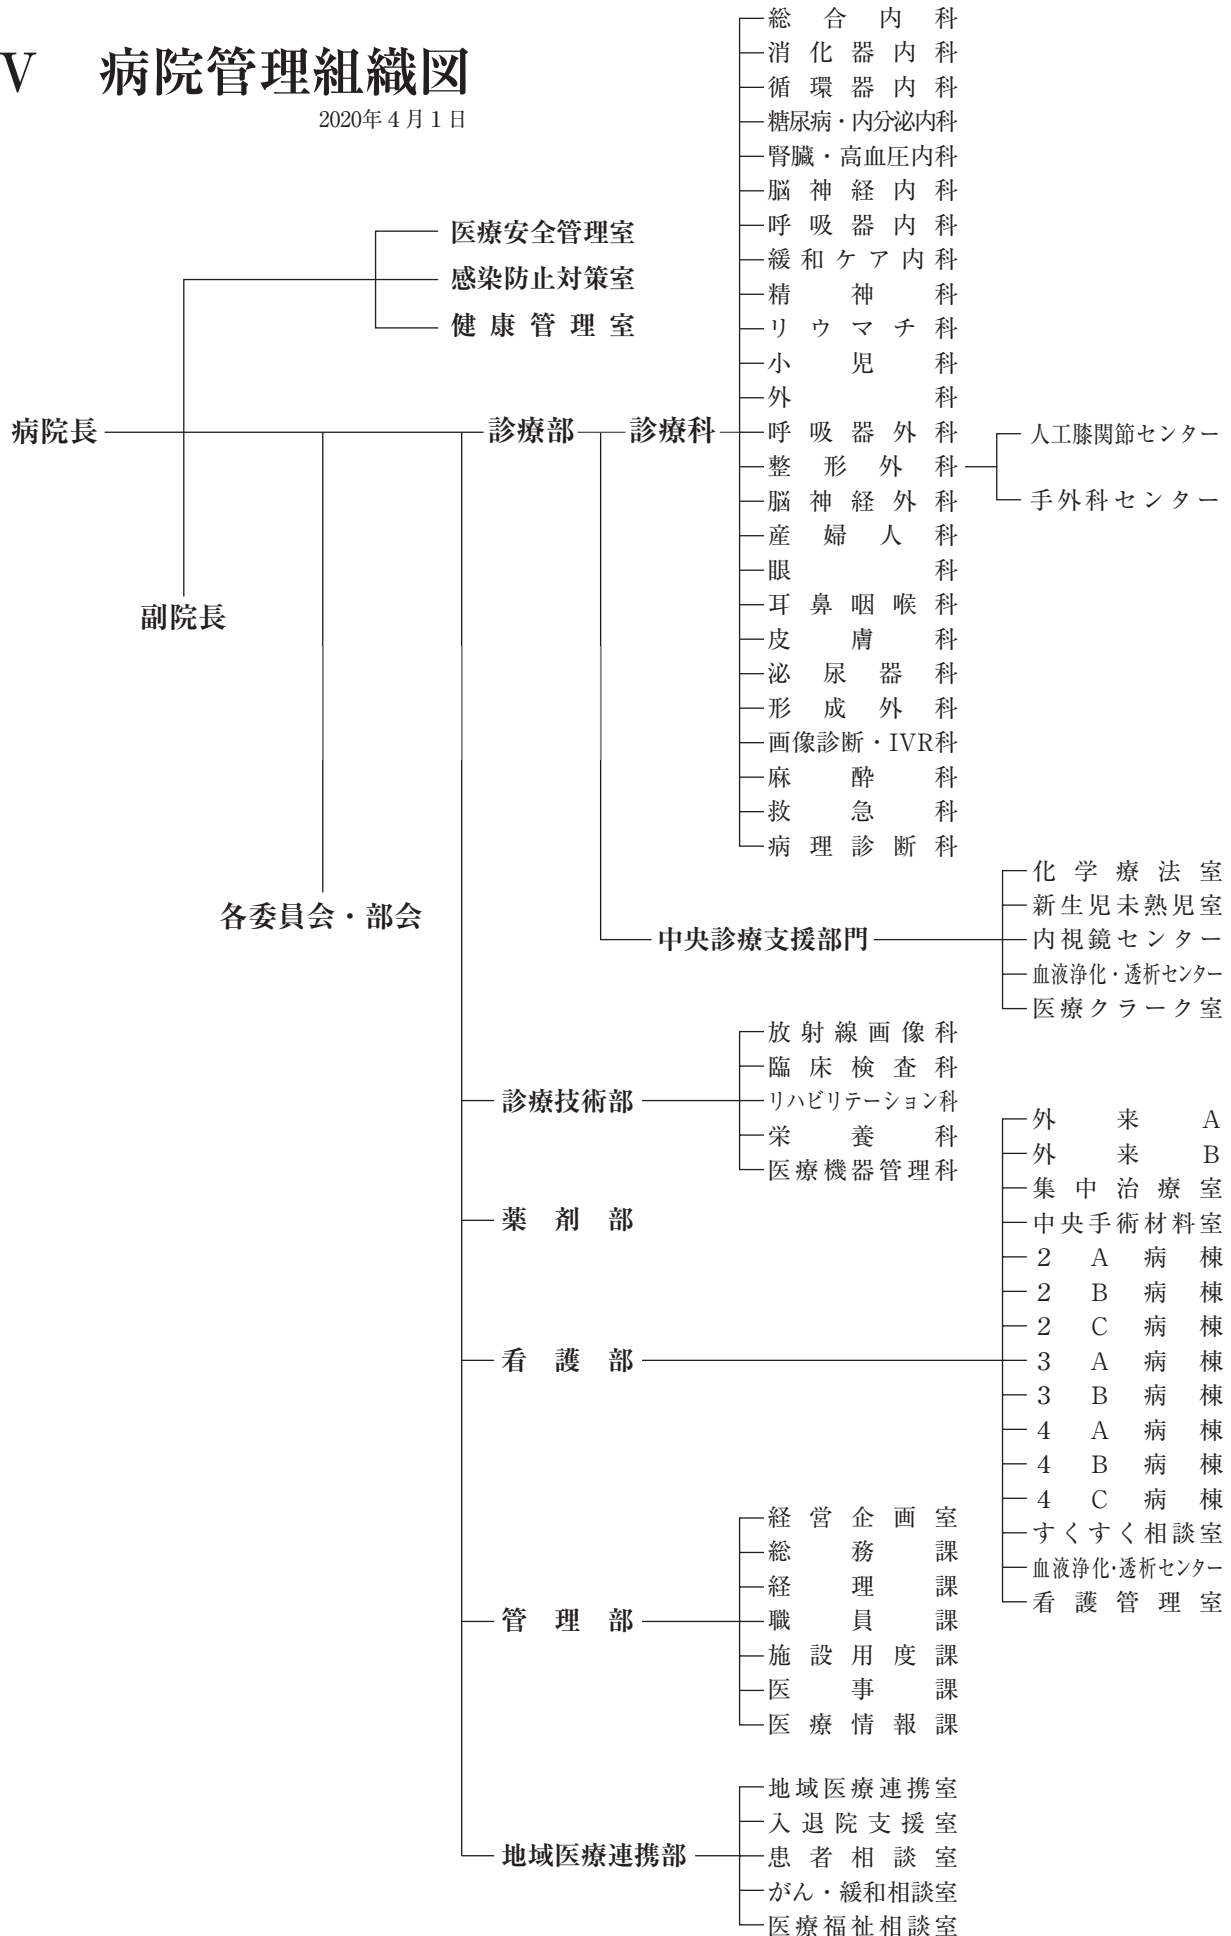 V 病院管理組織図
2020年4月1日
医療安全管理室
感染防止対策室
健康管理室
病院長
副院長
各委員会・部会
診療部
診療科
総合内科
消化器内科
循環器内科
糖尿病・内分泌内科
腎臓・高血圧内科
脳神経内科
呼吸器内科
緩和ケア内科
精神科
リウマチ科
小児科
外科
呼吸器外科
整形外科
人工膝関節センター
手外科センター
脳神経外科
産婦人科
眼科
耳鼻咽喉科
皮膚科
泌尿器科
形成外科
画像診断・IVR科
麻酔科
救急科
病理診断科
中央診療支援部門
化学療法室
新生児未熟児室
内視鏡センター
血液浄化・透析センター
医療クラーク室
診療技術部
放射線画像科
臨床検査科
リハビリテーション科
栄養科
医療機器管理科
薬剤部
看護部
外来A
外来B
集中治療室
中央手術材料室
2A病棟
2B病棟
2C病棟
3A病棟
3B病棟
4A病棟
4B病棟
4C病棟
すくすく相談室
血液浄化・透析センター
看護管理室
管理部
経営企画室
総務課
経理課
職員課
施設用度課
医事課
医療情報課
地域医療連携部
地域医療連携室
入退院支援室
患者相談室
がん・緩和相談室
医療福祉相談室